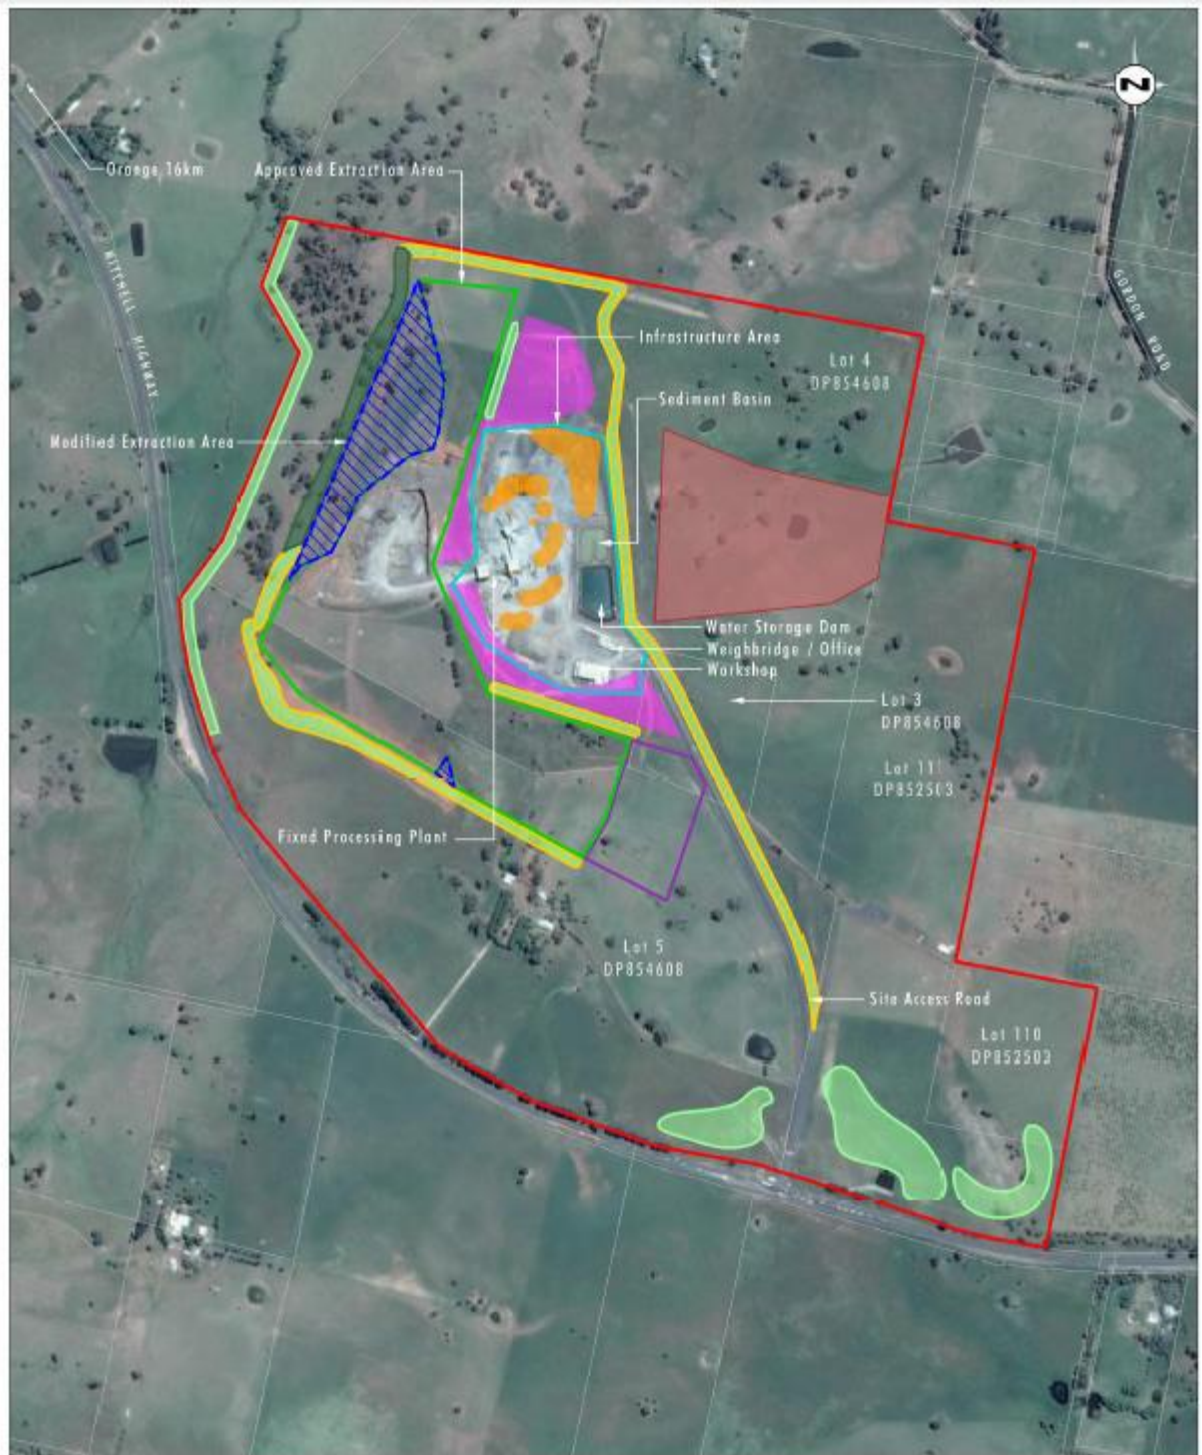 N
Orange 16km
Approved Extraction Area
MITCHELL HIGHWAY
GORDON ROAD
Infrastructure Area
Lot 4
DP854608
Sediment Basin
Modified Extraction Area
Water Storage Dam
Weighbridge / Office
Workshop
Lot 3
DP854608
Lot 11
DP852503
Fixed Processing Plant
Lot 5
DP854608
Site Access Road
Lot 110
DP852503